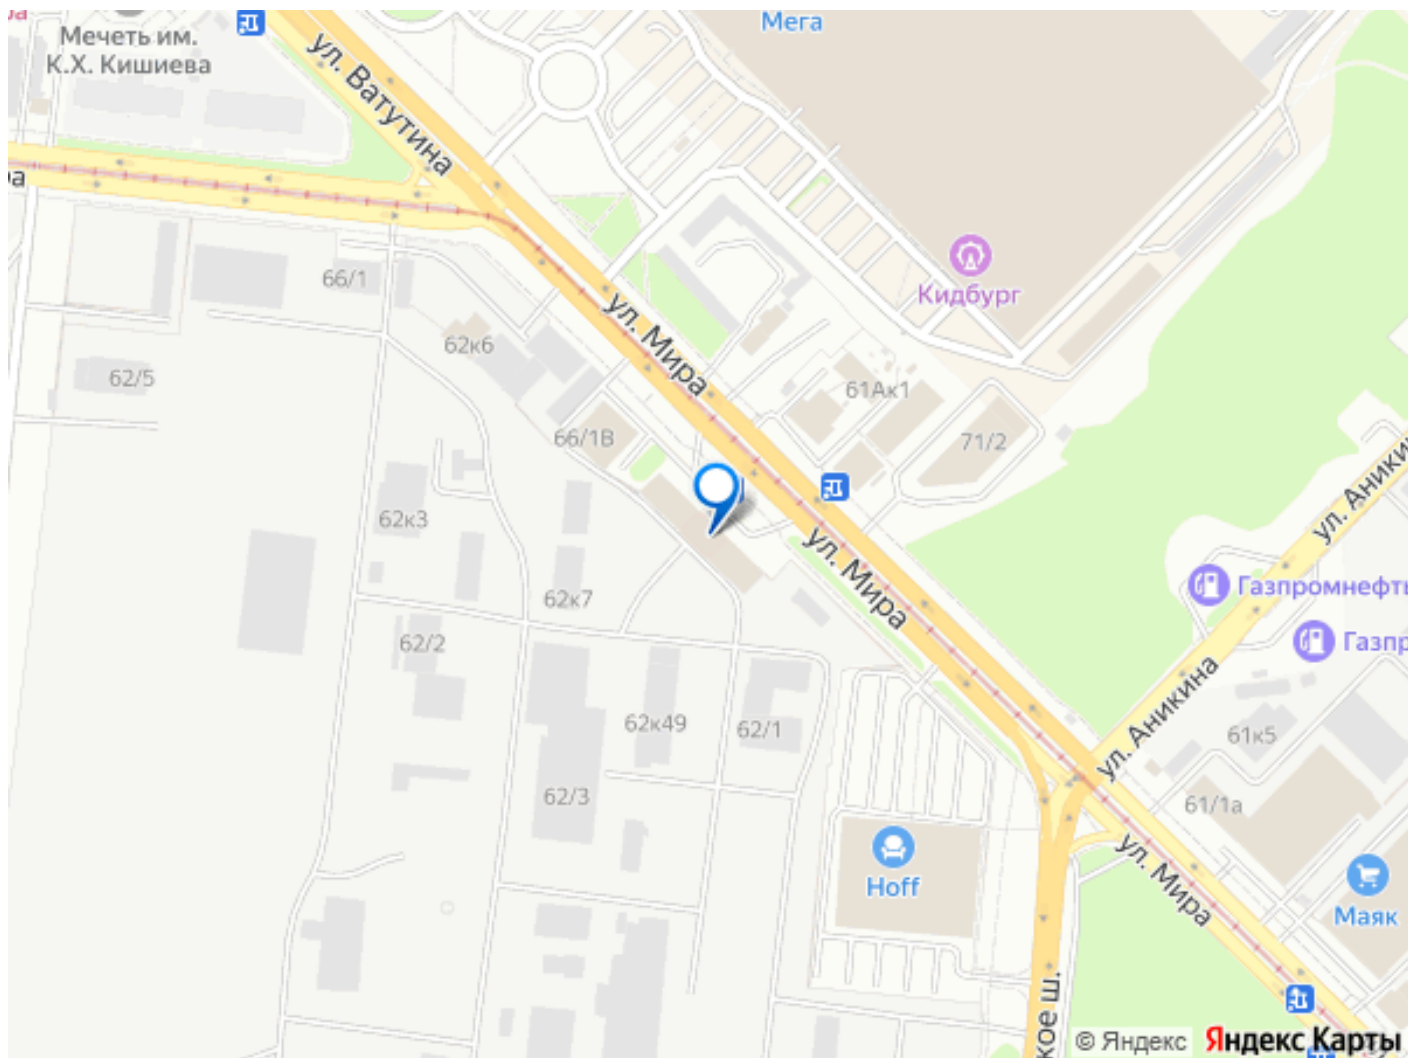 Мега
Мечеть им.
К.Х. Кишиева
ул. Ватутина
66/1
Кидбург
ул. Мира
62к6
62/5
61Ак1
66/1В
71/2
62к3
ул. Мира
Газпромнефть
62к7
62/2
ул. Аникина
62к49
62/1
61к5
ул. Аникина
62/3
61/1а
Hoff
ул. Мира
Маяк
кое ш.
© Яндекс
Яндекс Карты